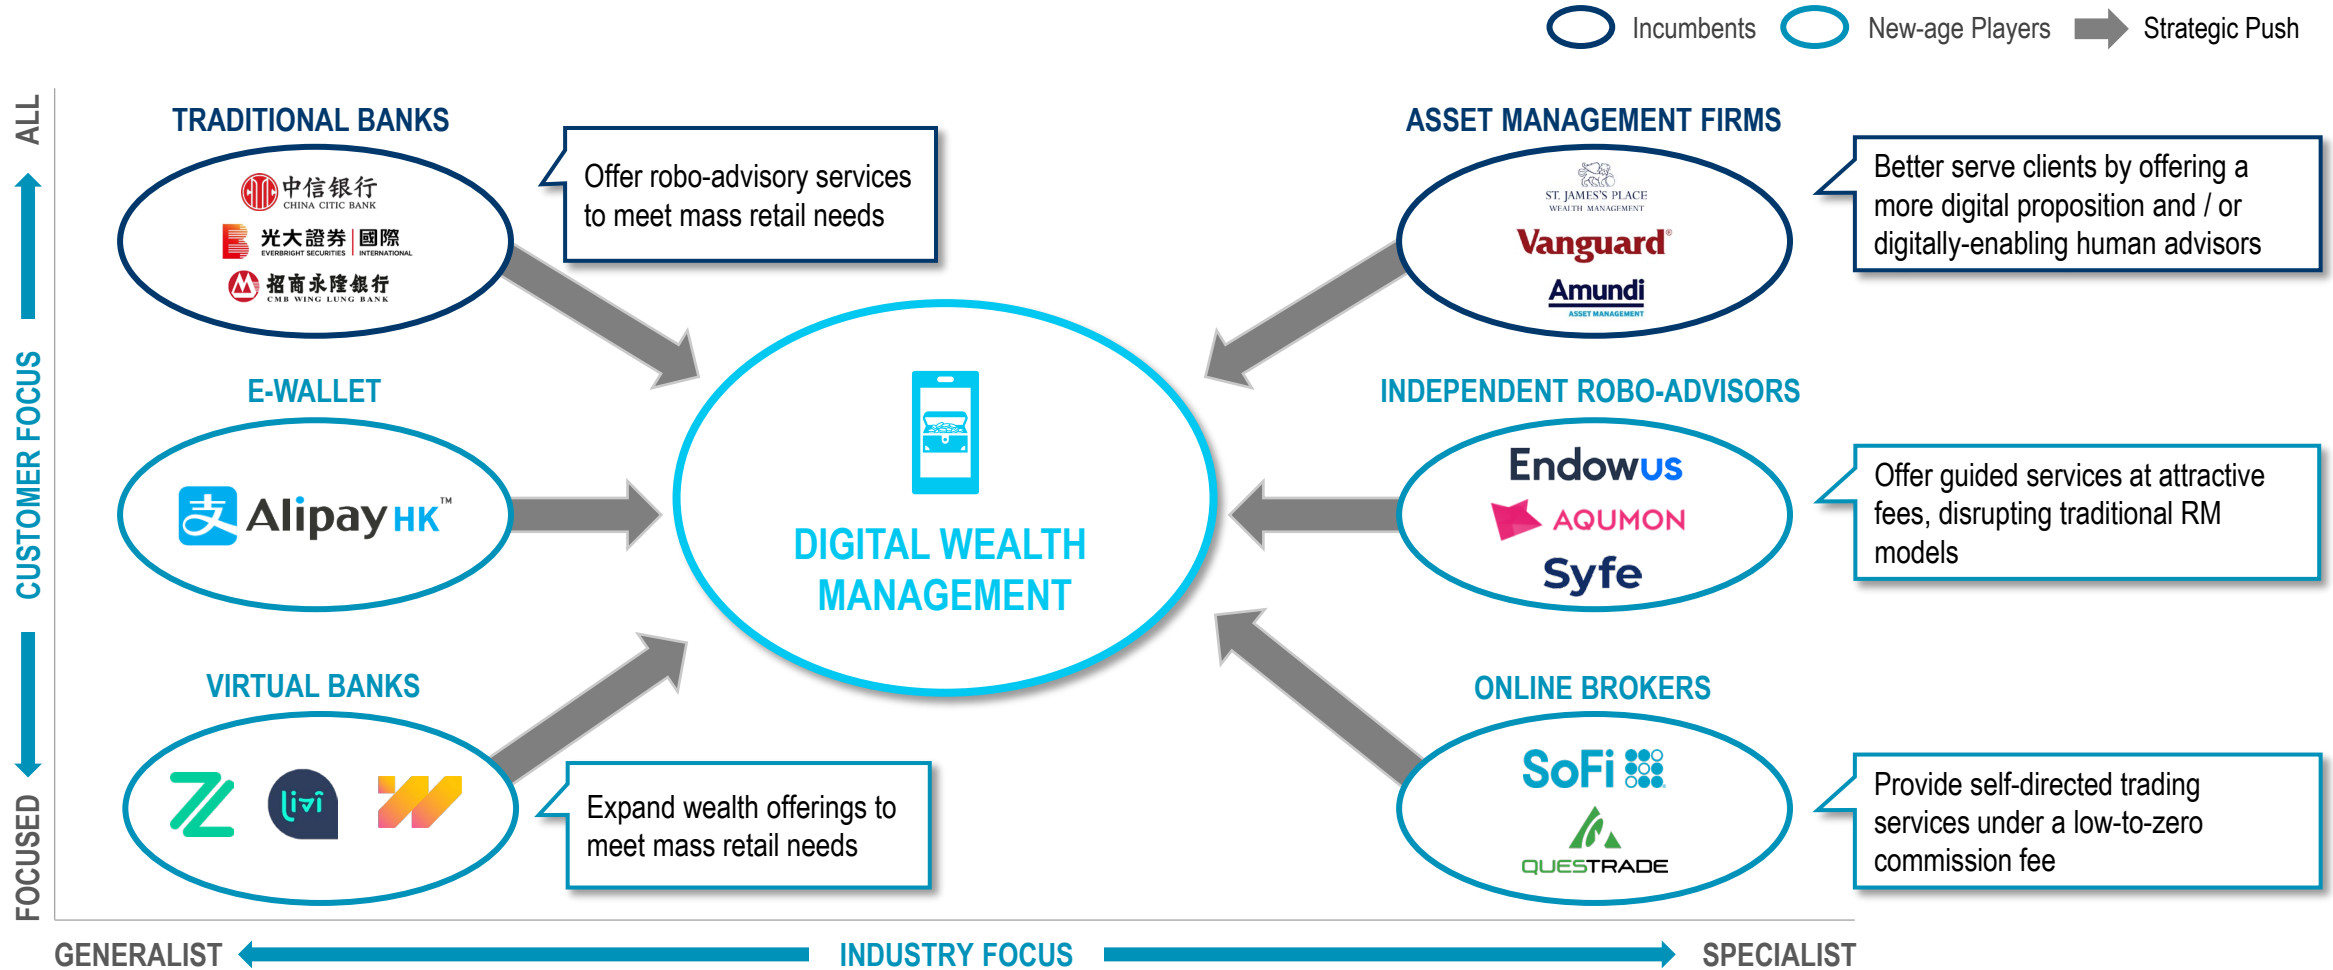 Incumbents
New-age Players
Strategic Push
ALL
CUSTOMER FOCUS
FOCUSED
TRADITIONAL BANKS
中信银行
CHINA CITIC BANK
光大證券 | 國際
EVERBRIGHT SECURITIES | INTERNATIONAL
招商永隆銀行
CMB WING LUNG BANK
Offer robo-advisory services
to meet mass retail needs
ASSET MANAGEMENT FIRMS
ST. JAMES'S PLACE
WEALTH MANAGEMENT
Vanguard®
Amundi
ASSET MANAGEMENT
Better serve clients by offering a
more digital proposition and / or
digitally-enabling human advisors
E-WALLET
支 Alipay HK™
DIGITAL WEALTH
MANAGEMENT
INDEPENDENT ROBO-ADVISORS
Endowus
AQUMON
Syfe
Offer guided services at attractive
fees, disrupting traditional RM
models
VIRTUAL BANKS
livi
Expand wealth offerings to
meet mass retail needs
ONLINE BROKERS
SoFi
QUESTRADE
Provide self-directed trading
services under a low-to-zero
commission fee
GENERALIST
INDUSTRY FOCUS
SPECIALIST